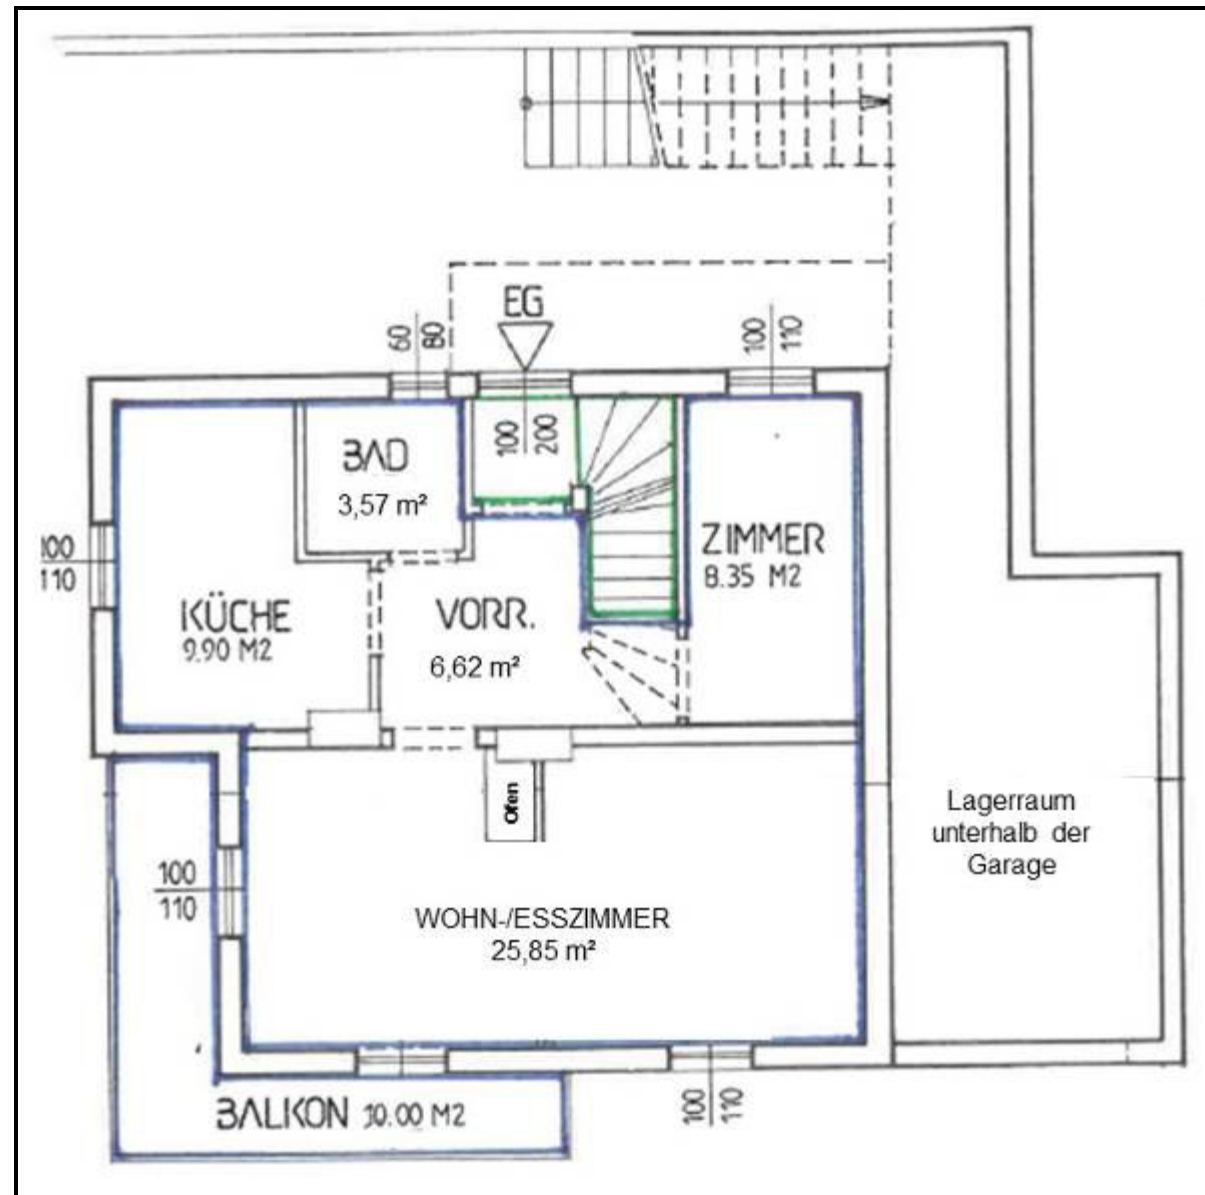 EG
60
80
100
110
BAD
3,57 m²
100
200
ZIMMER
8.35 M2
100
110
KÜCHE
9.90 M2
VORR.
6,62 m²
Ofen
Lagerraum
unterhalb der
Garage
100
110
WOHN-/ESSZIMMER
25,85 m²
BALKON 10.00 M2
100
110